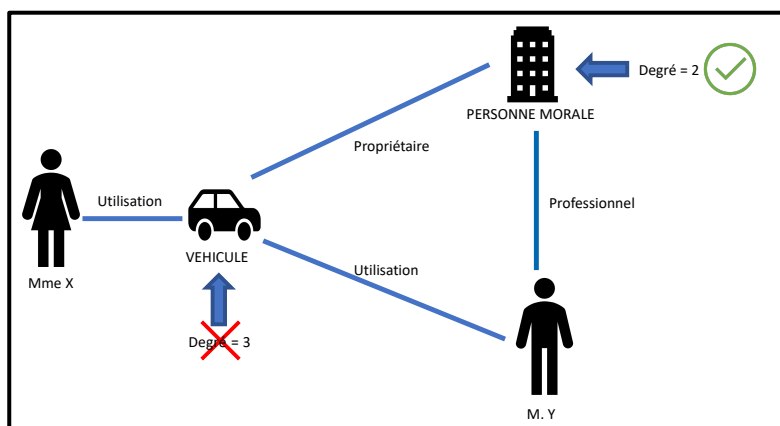 Degré = 2
PERSONNE MORALE
Propriétaire
Utilisation
Professionnel
VEHICULE
Utilisation
Mme X
Degré = 3
M. Y